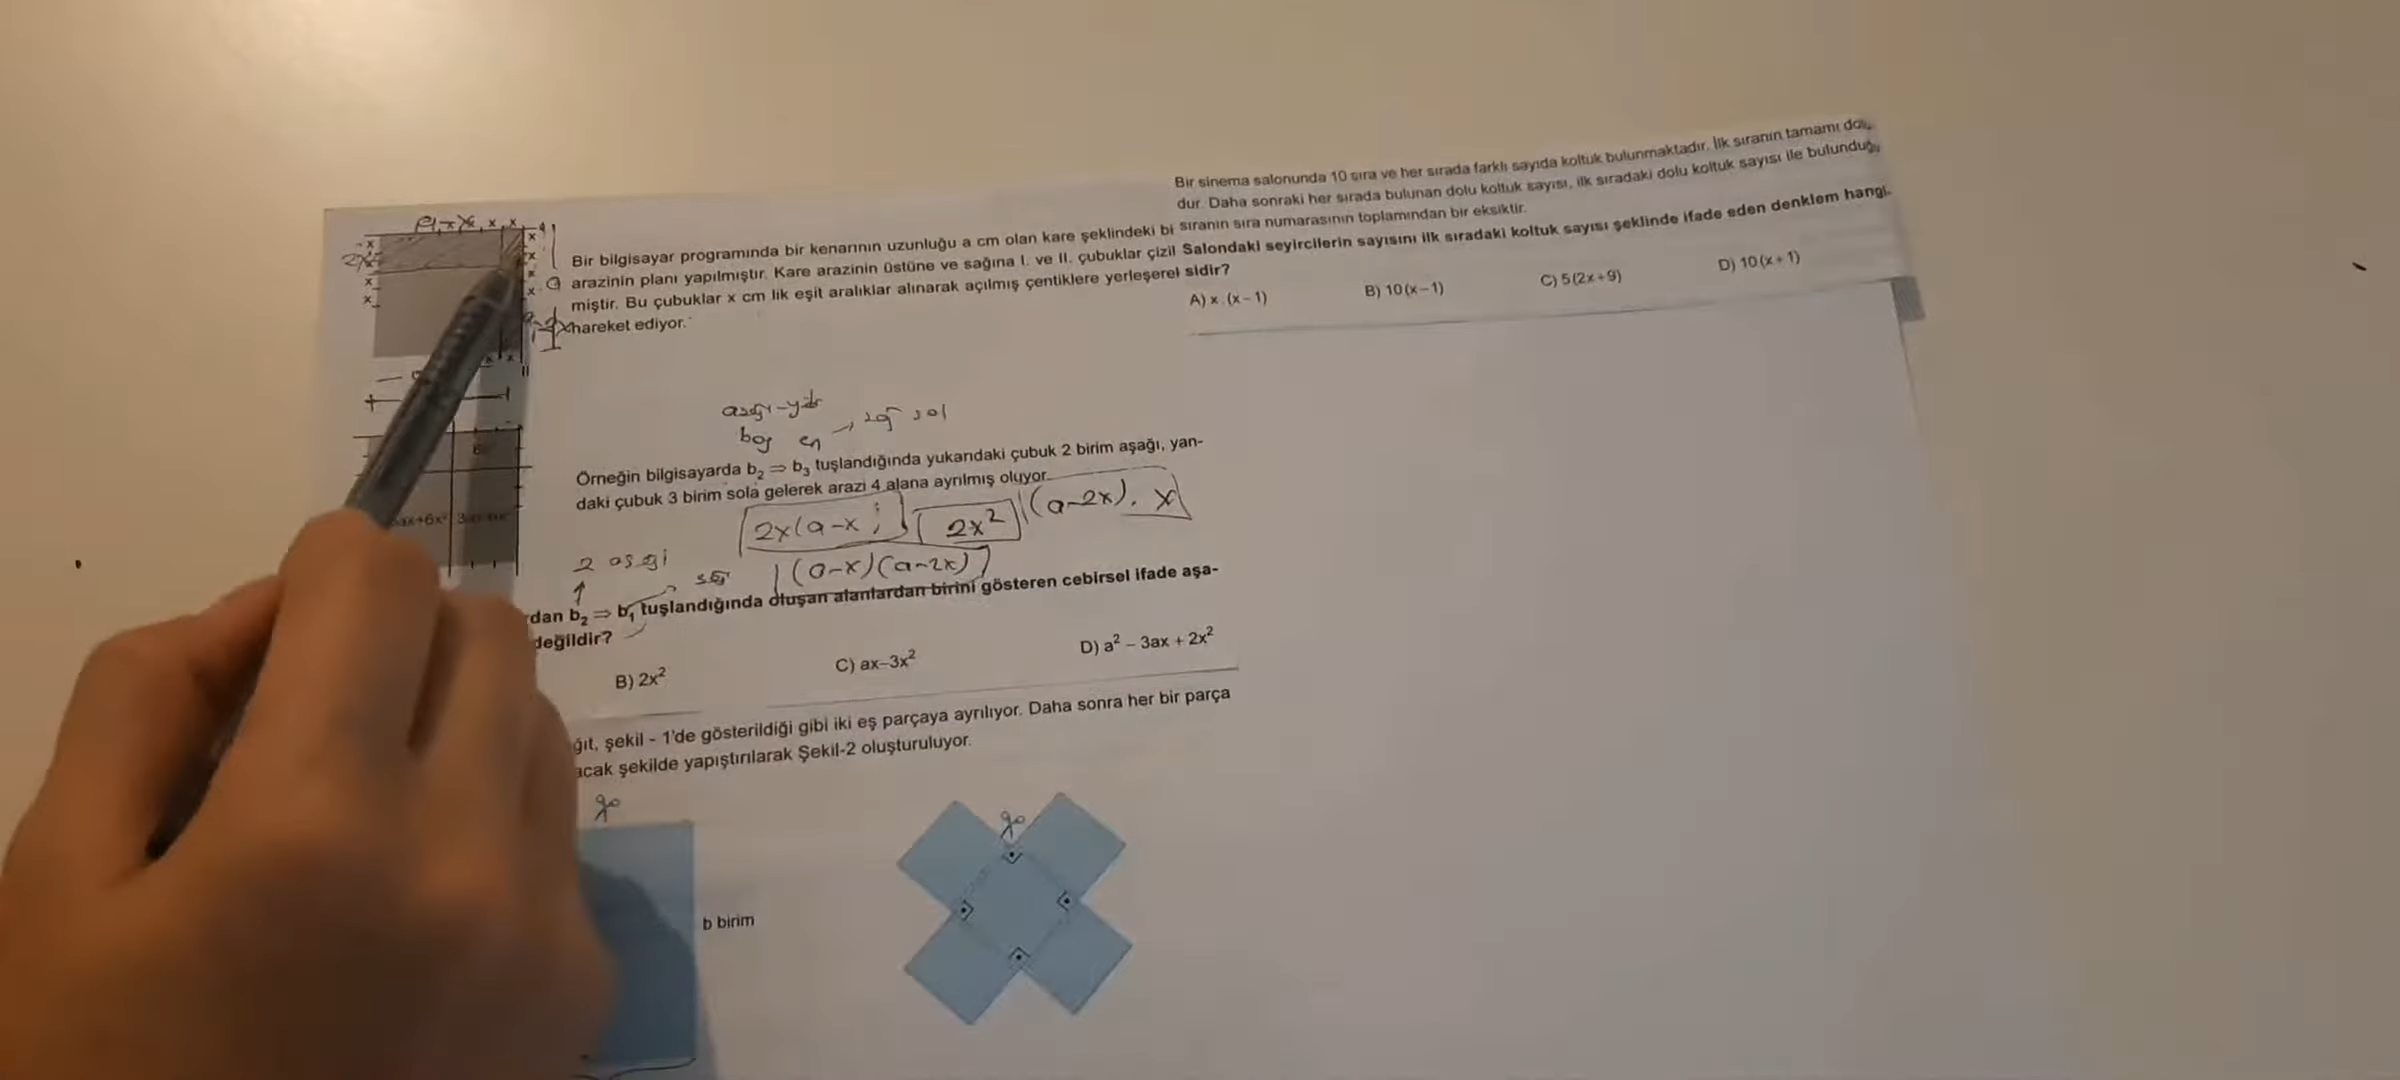 Bir sinema salonunda 10 sıra ve her sırada farklı sayıda koltuk bulunmaktadır. İlk sıranın tamamı
dur. Daha sonraki her sırada bulunan dolu koltuk sayısı, ilk sıradaki dolu koltuk sayısı ile
sıranın sıra numarasının toplamından bir eksiktir.
Salondaki seyircilerin sayısını ilk sıradaki koltuk sayısı şeklinde ifade eden denklem hangi-
sidir?
A) x . (x – 1)
B) 10 (x – 1)
C) 5 (2x + 9)
D) 10 (x + 1)
a-x x x
x
x
x
x
2x
x
x
x
x
a
x x
II
Bir bilgisayar programında bir kenarının uzunluğu a cm olan kare şeklindeki bi
arazinin planı yapılmıştır. Kare arazinin üstüne ve sağına I. ve II. çubuklar çizil
miştir. Bu çubuklar x cm lik eşit aralıklar alınarak açılmış çentiklere yerleşerel
hareket ediyor.
boy en → sağ sol
Örneğin bilgisayarda b₂ ⇒ b₃ tuşlandığında yukarıdaki çubuk 2 birim aşağı, yan-
daki çubuk 3 birim sola gelerek arazi 4 alana ayrılmış oluyor.
2x(a-x) 2x² (a-2x). x
(a-x)(a-2x)
2 aşağı
dan b₂ ⇒ b₁ tuşlandığında oluşan alanlardan birini gösteren cebirsel ifade aşa-
değildir?
B) 2x²
C) ax–3x²
D) a² – 3ax + 2x²
şekil - 1'de gösterildiği gibi iki eş parçaya ayrılıyor. Daha sonra her bir parça
şekilde yapıştırılarak Şekil-2 oluşturuluyor.
b birim